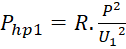 P_{hp1} = R. \frac{P^2}{U_1^2}